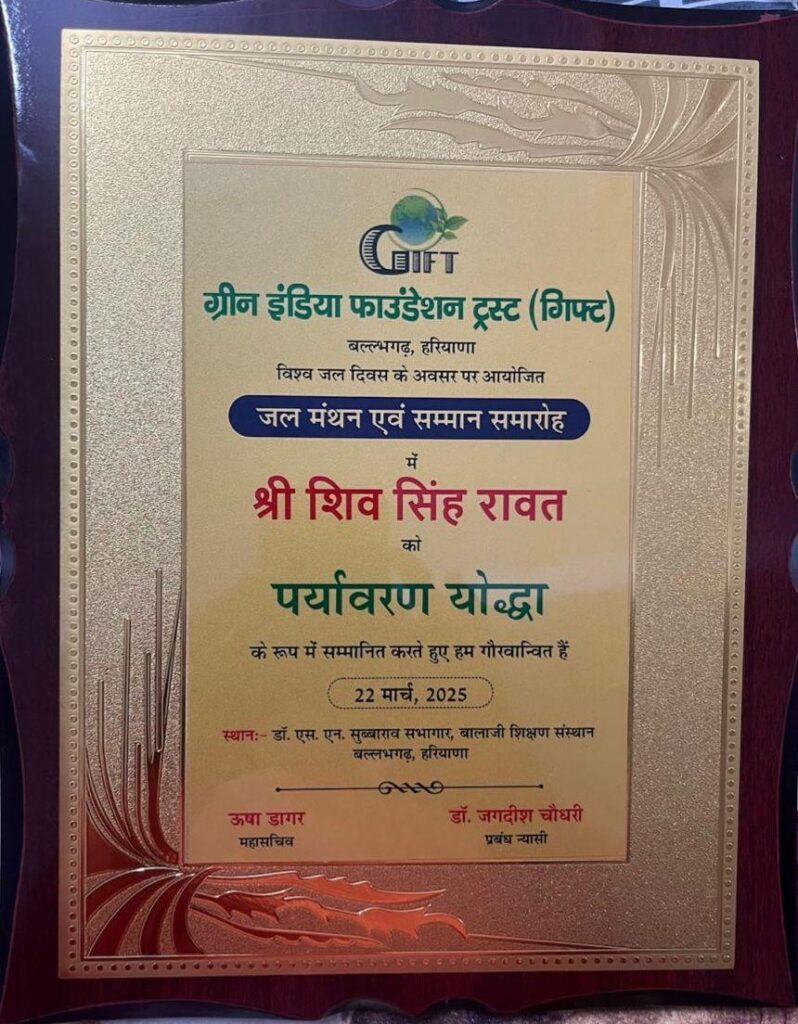 GIFT
ग्रीन इंडिया फाउंडेशन ट्रस्ट (गिफ्ट)
बल्लभगढ़, हरियाणा
विश्व जल दिवस के अवसर पर आयोजित
जल मंथन एवं सम्मान समारोह
में
श्री शिव सिंह रावत
को
पर्यावरण योद्धा
के रूप में सम्मानित करते हुए हम गौरवान्वित हैं
22 मार्च, 2025
स्थान:- डॉ. एस. एन. सुब्बाराव सभागार, बालाजी शिक्षण संस्थान
बल्लभगढ़, हरियाणा
ऊषा डागर
महासचिव
डॉ. जगदीश चौधरी
प्रबंध न्यासी